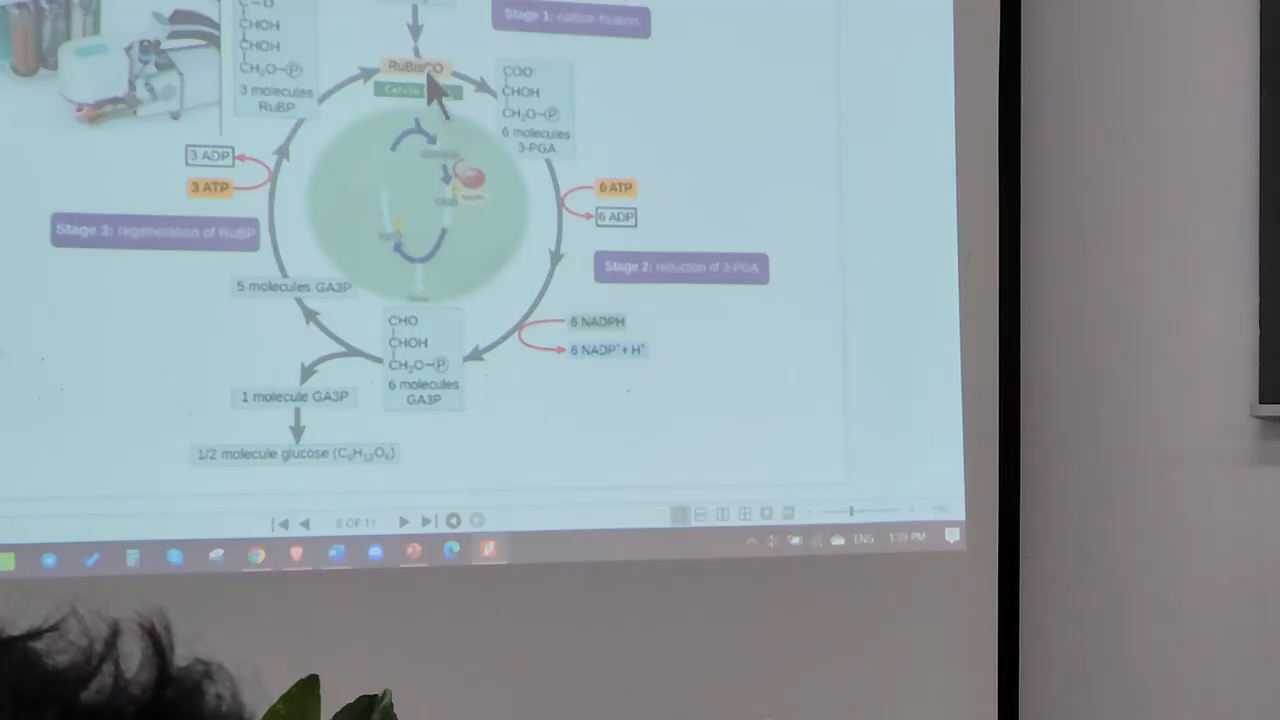 C=O
CHOH
CHOH
CH₂O—P
3 molecules
RuBP
Stage 1: carbon fixation
RuBisCO
COO⁻
CHOH
CH₂O—P
6 molecules
3-PGA
3 ADP
3 ATP
6 ATP
6 ADP
Stage 3: regeneration of RuBP
Stage 2: reduction of 3-PGA
5 molecules GA3P
CHO
CHOH
CH₂O—P
6 molecules
GA3P
6 NADPH
6 NADP⁺+ H⁺
1 molecule GA3P
1/2 molecule glucose (C₆H₁₂O₆)
8 OF 11
ENG
1:39 PM